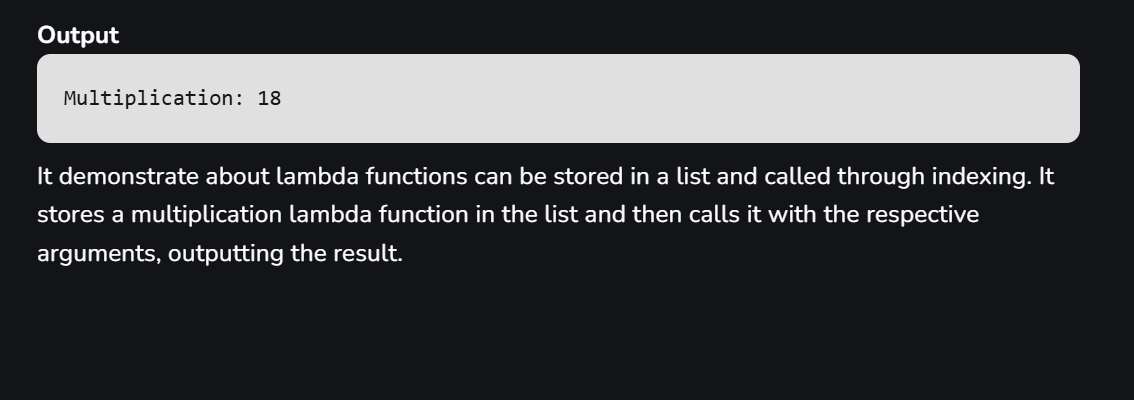 Output
Multiplication: 18
It demonstrate about lambda functions can be stored in a list and called through indexing. It
stores a multiplication lambda function in the list and then calls it with the respective
arguments, outputting the result.